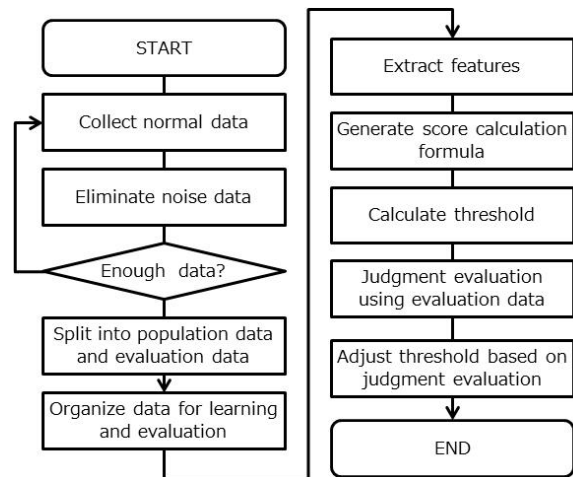 START
Collect normal data
Eliminate noise data
Enough data?
Split into population data
and evaluation data
Organize data for learning
and evaluation
Extract features
Generate score calculation
formula
Calculate threshold
Judgment evaluation
using evaluation data
Adjust threshold based on
judgment evaluation
END